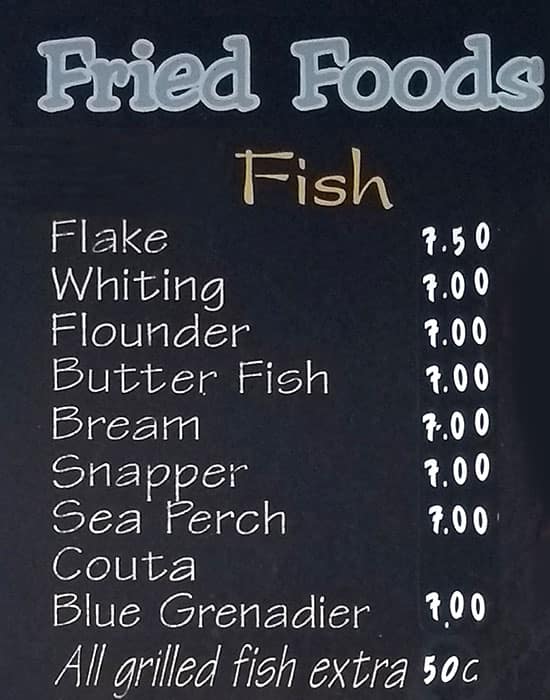 Fried Foods
Fish
Flake 7.50
Whiting 7.00
Flounder 7.00
Butter Fish 7.00
Bream 7.00
Snapper 7.00
Sea Perch 7.00
Couta
Blue Grenadier 7.00
All grilled fish extra 50c